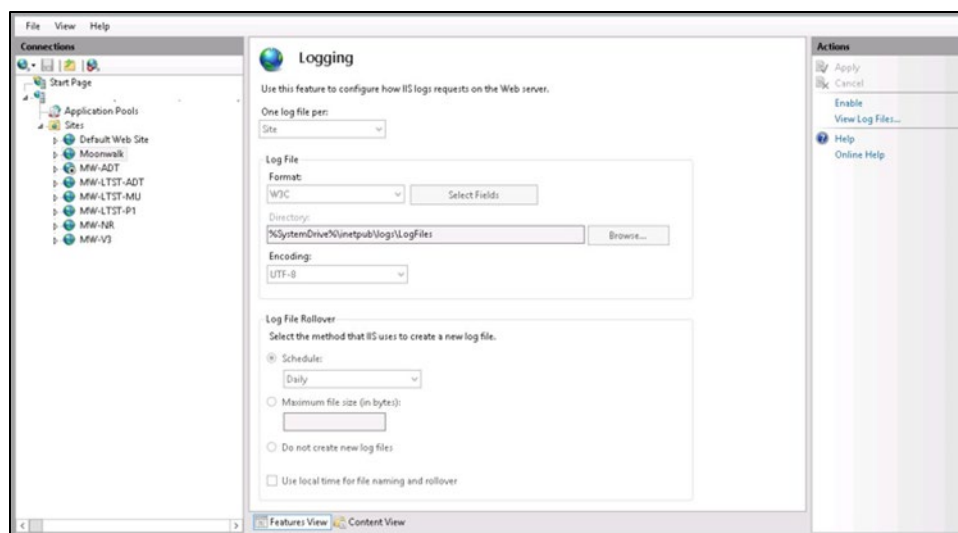 File View Help
Connections
Start Page
Application Pools
Sites
Default Web Site
Moonwalk
MW-ADT
MW-LTST-ADT
MW-LTST-MU
MW-LTST-P1
MW-NR
MW-V3
Logging
Use this feature to configure how IIS logs requests on the Web server.
One log file per:
Site
Log File
Format:
W3C
Select Fields
Directory:
%SystemDrive%\inetpub\logs\LogFiles
Browse...
Encoding:
UTF-8
Log File Rollover
Select the method that IIS uses to create a new log file.
Schedule:
Daily
Maximum file size (in bytes):
Do not create new log files
Use local time for file naming and rollover
Features View Content View
Actions
Apply
Cancel
Enable
View Log Files...
Help
Online Help